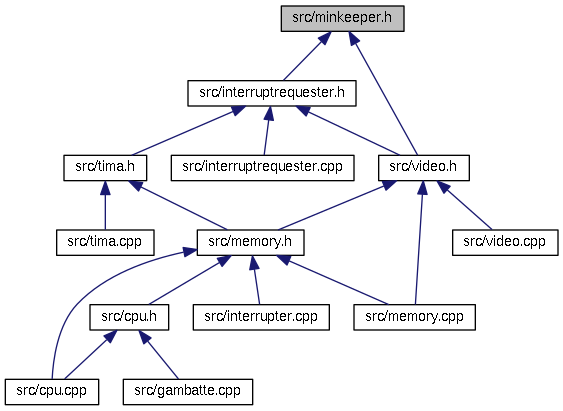 src/minkeeper.h
src/interruptrequester.h
src/tima.h
src/interruptrequester.cpp
src/video.h
src/tima.cpp
src/memory.h
src/video.cpp
src/cpu.h
src/interrupter.cpp
src/memory.cpp
src/cpu.cpp
src/gambatte.cpp